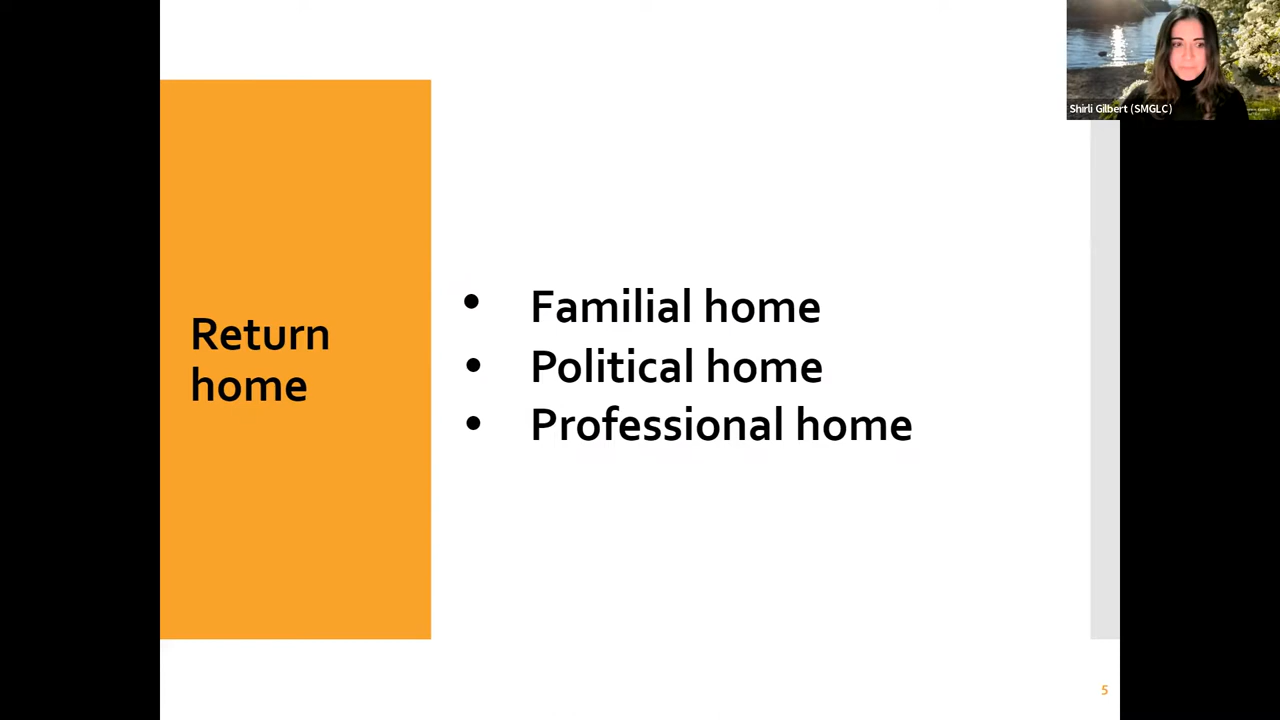 Shirli Gilbert (SMGLC)
Return
home
• Familial home
• Political home
• Professional home
5